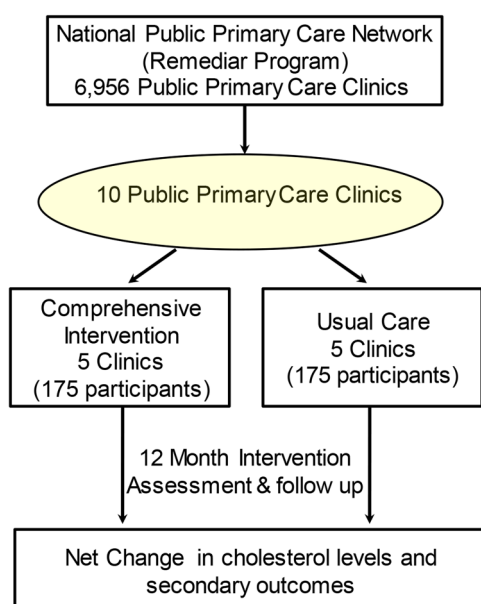 National Public Primary Care Network
(Remediar Program)
6,956 Public Primary Care Clinics
10 Public Primary Care Clinics
Comprehensive
Intervention
5 Clinics
(175 participants)
Usual Care
5 Clinics
(175 participants)
12 Month Intervention
Assessment & follow up
Net Change in cholesterol levels and
secondary outcomes